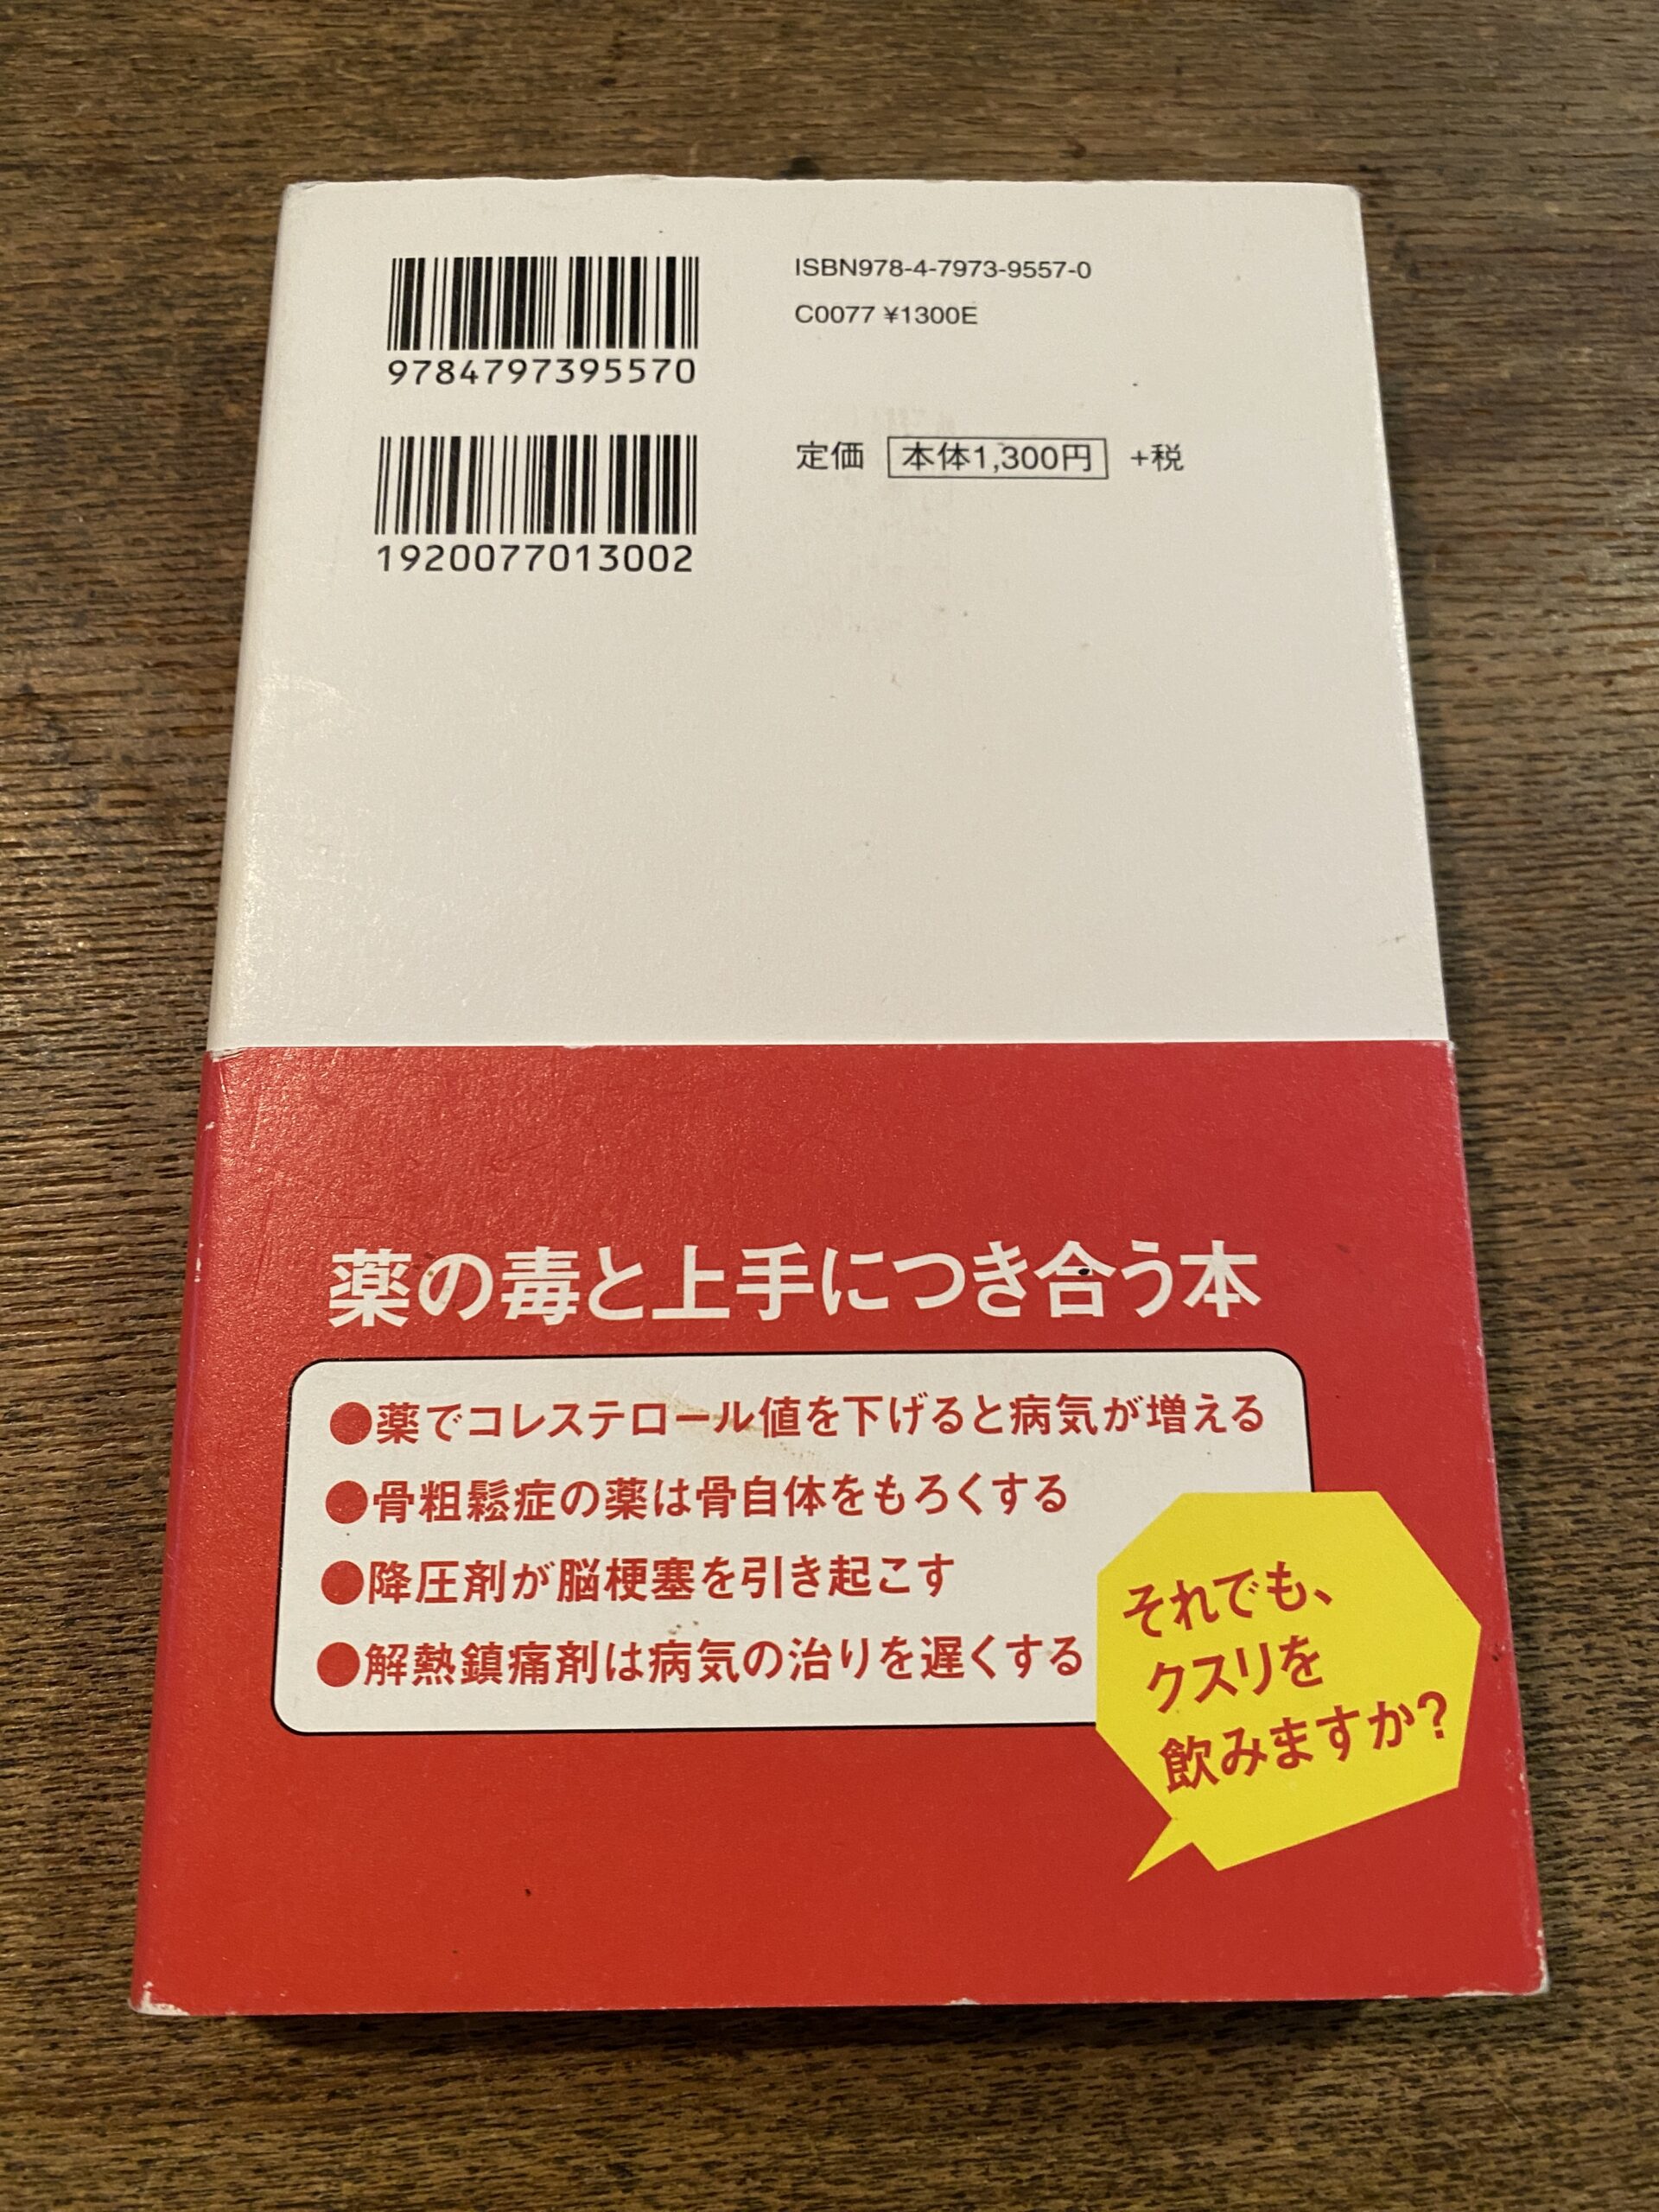 ISBN978-4-7973-9557-0
C0077 ¥1300E
9784797395570
定価 本体1,300円 +税
1920077013002
薬の毒と上手につき合う本
●薬でコレステロール値を下げると病気が増える
●骨粗鬆症の薬は骨自体をもろくする
●降圧剤が脳梗塞を引き起こす
●解熱鎮痛剤は病気の治りを遅くする
それでも、
クスリを
飲みますか?